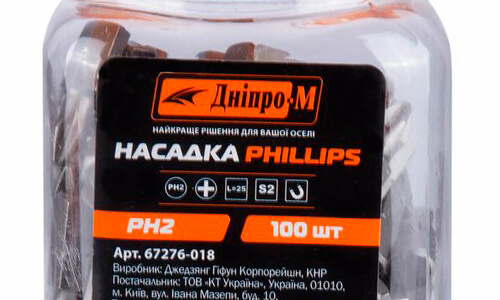 Дніпро-М
НАЙКРАЩЕ РІШЕННЯ ДЛЯ ВАШОЇ ОСЕЛІ
НАСАДКА PHILLIPS
PH2 L=25 S2
PH2 100 шт
Арт. 67276-018
Виробник: Джедзянг Гіфун Корпорейшн, КНР
Постачальник: ТОВ «КТ Україна», Україна, 01010,
м. Київ, вул. Івана Мазепи, буд. 10.